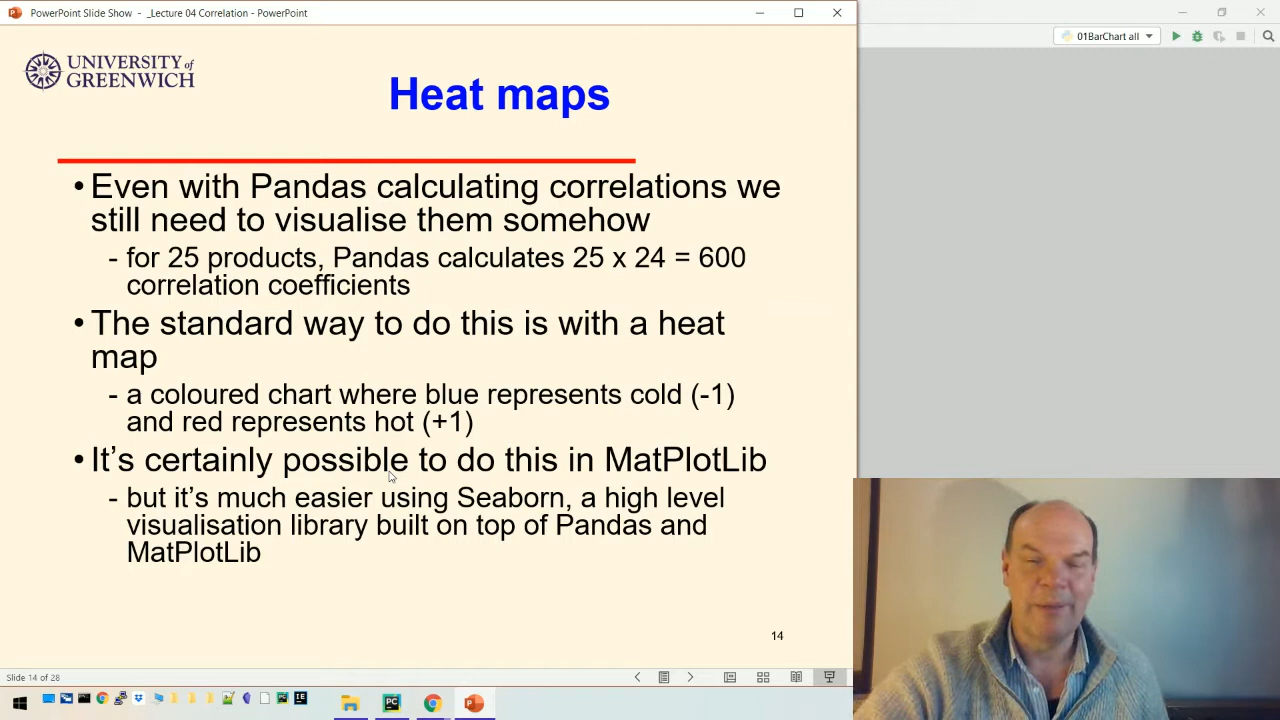 PowerPoint Slide Show - _Lecture 04 Correlation - PowerPoint
01BarChart all
UNIVERSITY of
GREENWICH
Heat maps
• Even with Pandas calculating correlations we
still need to visualise them somehow
- for 25 products, Pandas calculates 25 x 24 = 600
correlation coefficients
• The standard way to do this is with a heat
map
- a coloured chart where blue represents cold (-1)
and red represents hot (+1)
• It's certainly possible to do this in MatPlotLib
- but it's much easier using Seaborn, a high level
visualisation library built on top of Pandas and
MatPlotLib
14
Slide 14 of 28